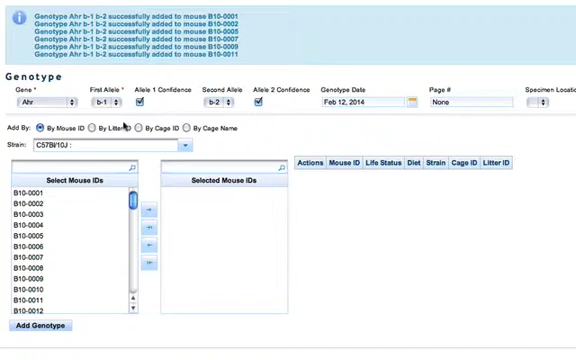 Genotype Ahr b-1 b-2 successfully added to mouse B10-0001
Genotype Ahr b-1 b-2 successfully added to mouse B10-0002
Genotype Ahr b-1 b-2 successfully added to mouse B10-0005
Genotype Ahr b-1 b-2 successfully added to mouse B10-0007
Genotype Ahr b-1 b-2 successfully added to mouse B10-0009
Genotype Ahr b-1 b-2 successfully added to mouse B10-0011
Genotype
Gene * First Allele * Allele 1 Confidence Second Allele Allele 2 Confidence Genotype Date Page # Specimen Locatio
Ahr b-1 b-2 Feb 12, 2014 None
Add By: By Mouse ID By Litter ID By Cage ID By Cage Name
Strain: C57Bl/10J :
Select Mouse IDs Selected Mouse IDs Actions Mouse ID Life Status Diet Strain Cage ID Litter ID
B10-0001
B10-0002
B10-0003
B10-0004
B10-0005
B10-0006
B10-0007
B10-0008
B10-0009
B10-0010
B10-0011
B10-0012
Add Genotype